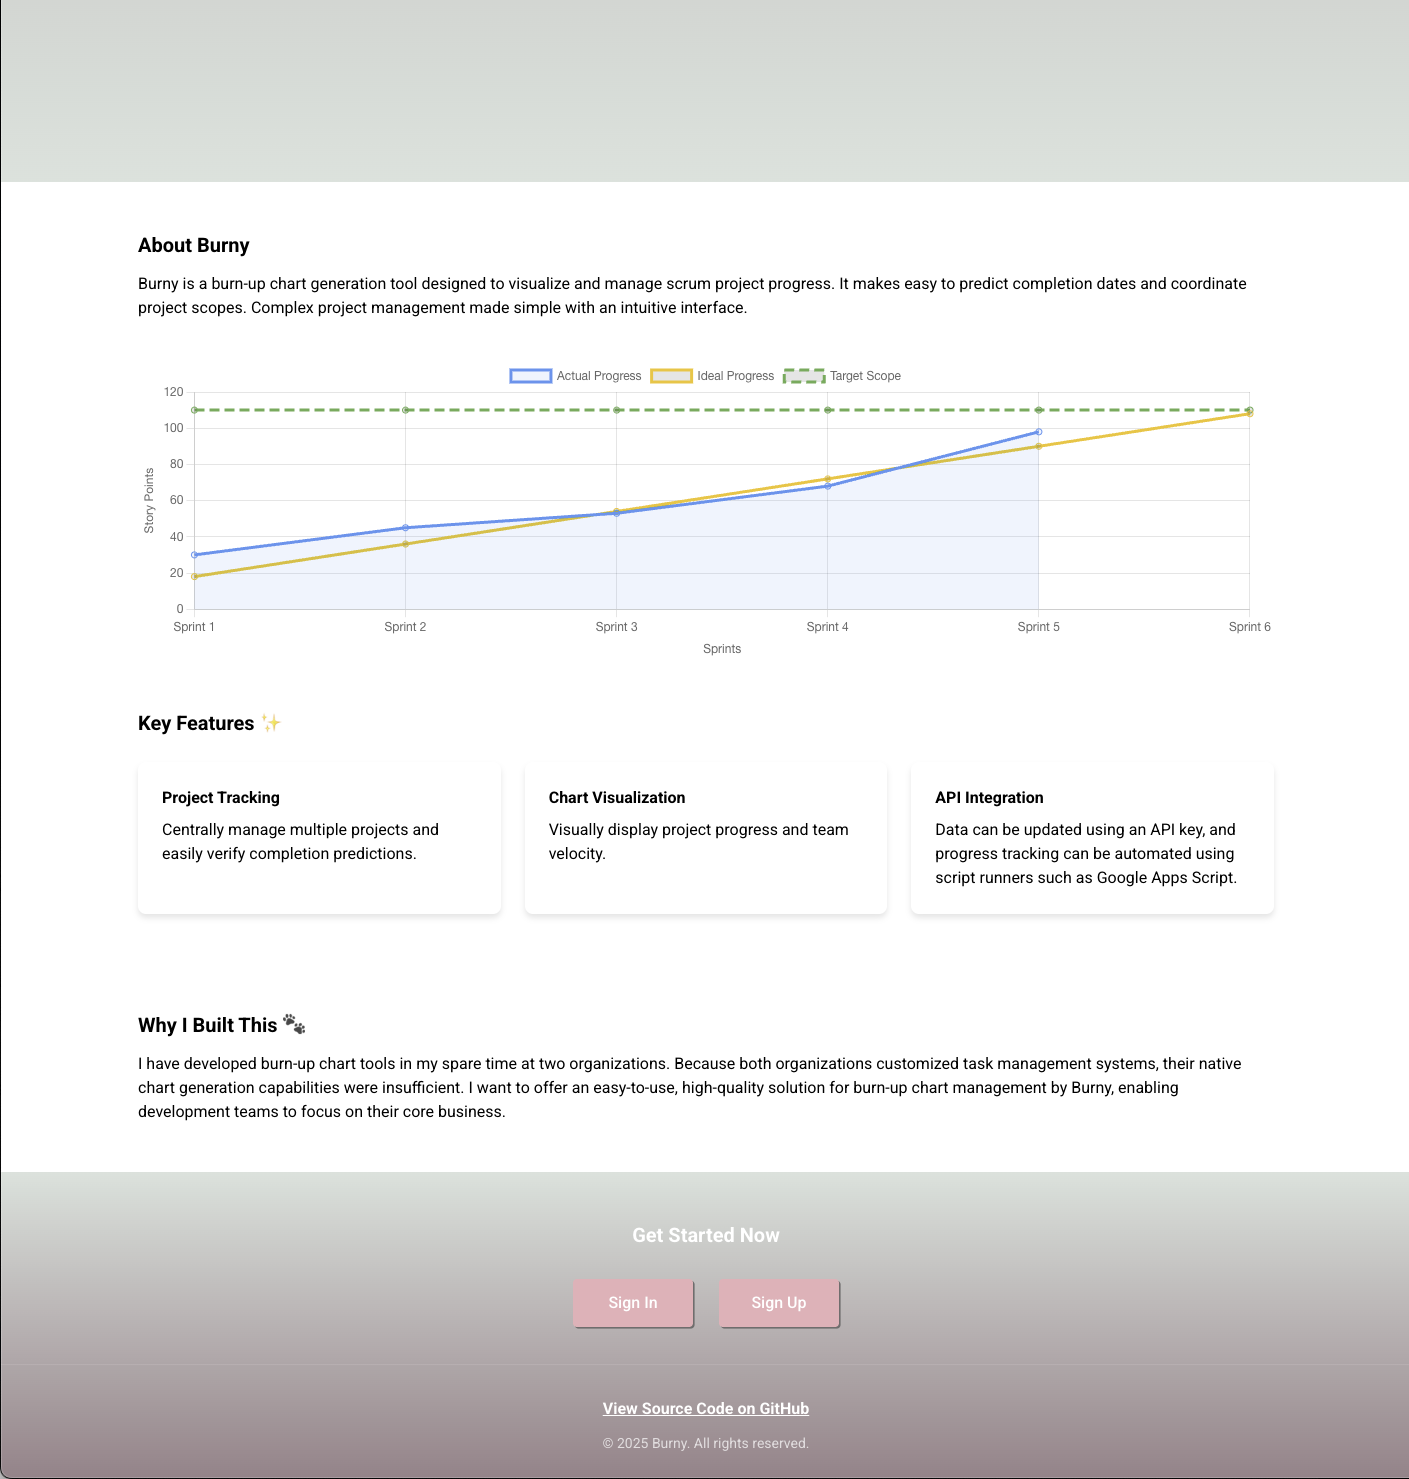 About Burny
Burny is a burn-up chart generation tool designed to visualize and manage scrum project progress. It makes easy to predict completion dates and coordinate
project scopes. Complex project management made simple with an intuitive interface.
Actual Progress Ideal Progress Target Scope
120
100
80
60
40
20
0
Story Points
Sprint 1 Sprint 2 Sprint 3 Sprint 4 Sprint 5 Sprint 6
Sprints
Key Features ✨
Project Tracking
Centrally manage multiple projects and
easily verify completion predictions.
Chart Visualization
Visually display project progress and team
velocity.
API Integration
Data can be updated using an API key, and
progress tracking can be automated using
script runners such as Google Apps Script.
Why I Built This 🐾
I have developed burn-up chart tools in my spare time at two organizations. Because both organizations customized task management systems, their native
chart generation capabilities were insufficient. I want to offer an easy-to-use, high-quality solution for burn-up chart management by Burny, enabling
development teams to focus on their core business.
Get Started Now
Sign In Sign Up
View Source Code on GitHub
© 2025 Burny. All rights reserved.